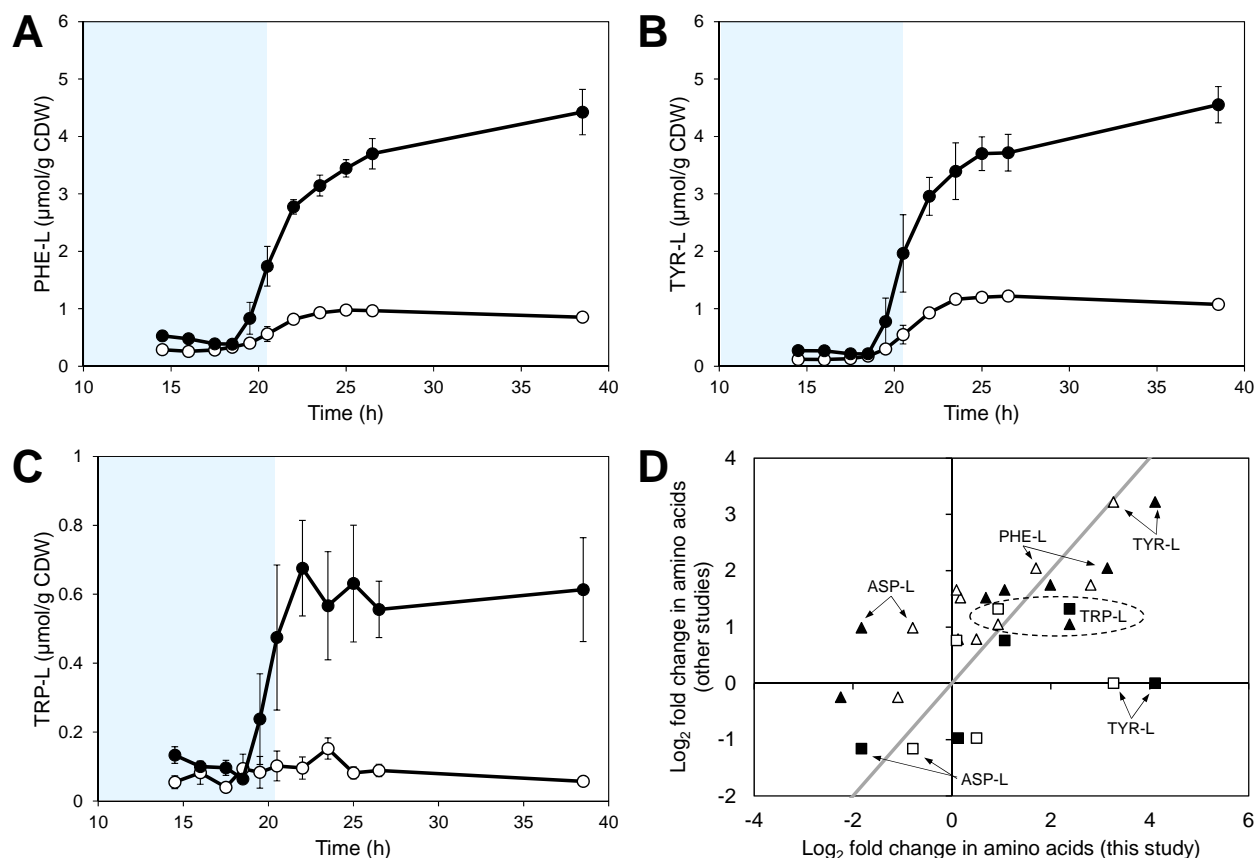 A
6
5
4
3
2
1
0
PHE-L (µmol/g CDW)
10 15 20 25 30 35 40
Time (h)
B
6
5
4
3
2
1
0
TYR-L (µmol/g CDW)
10 15 20 25 30 35 40
Time (h)
C
1
0.8
0.6
0.4
0.2
0
TRP-L (µmol/g CDW)
10 15 20 25 30 35 40
Time (h)
D
4
3
2
1
0
-1
-2
Log2 fold change in amino acids
(other studies)
PHE-L
TYR-L
ASP-L
TRP-L
TYR-L
ASP-L
-4 -2 0 2 4 6
Log2 fold change in amino acids (this study)